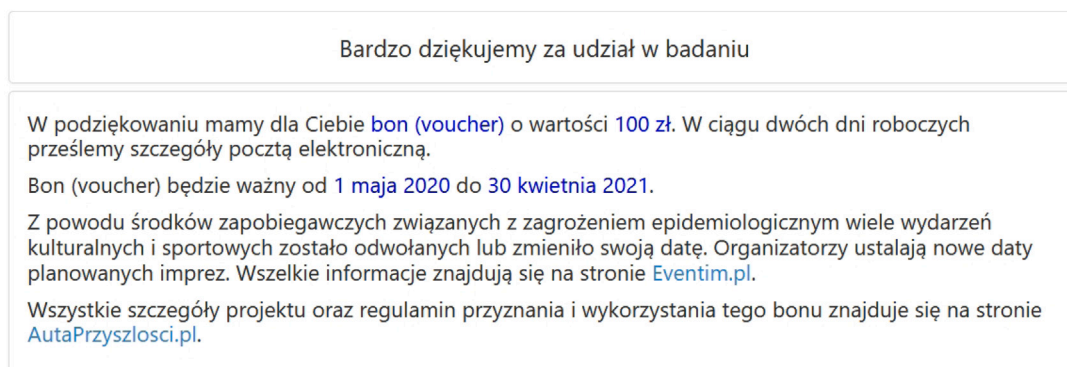 Bardzo dziękujemy za udział w badaniu
W podziękowaniu mamy dla Ciebie bon (voucher) o wartości 100 zł. W ciągu dwóch dni roboczych
prześlemy szczegóły pocztą elektroniczną.
Bon (voucher) będzie ważny od 1 maja 2020 do 30 kwietnia 2021.
Z powodu środków zapobiegawczych związanych z zagrożeniem epidemiologicznym wiele wydarzeń
kulturalnych i sportowych zostało odwołanych lub zmieniło swoją datę. Organizatorzy ustalają nowe daty
planowanych imprez. Wszelkie informacje znajdują się na stronie Eventim.pl.
Wszystkie szczegóły projektu oraz regulamin przyznania i wykorzystania tego bonu znajduje się na stronie
AutaPrzyszlosci.pl.